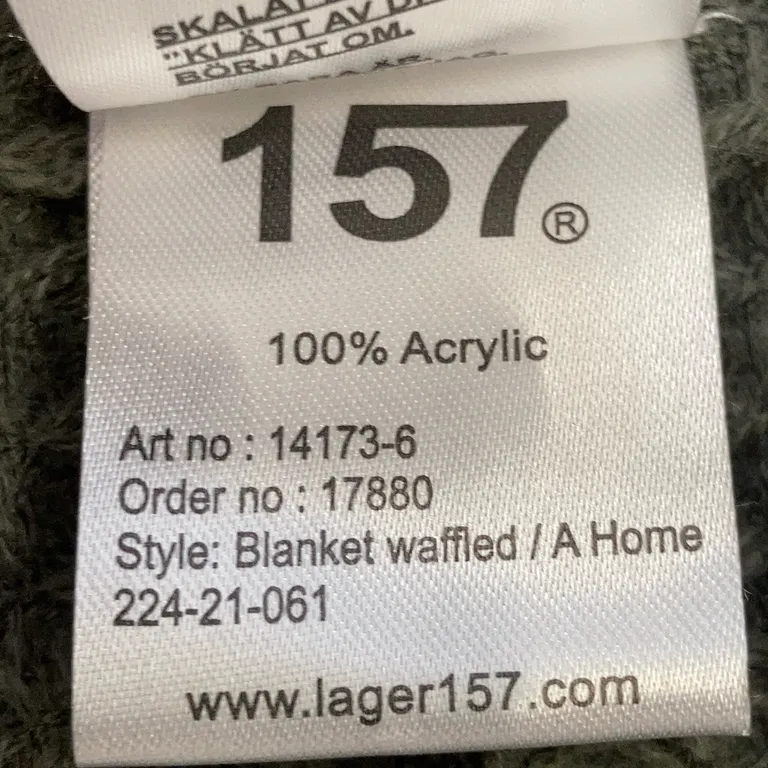 "KLÄTT AV
BÖRJAT OM.
157®
100% Acrylic
Art no : 14173-6
Order no : 17880
Style: Blanket waffled / A Home
224-21-061
www.lager157.com